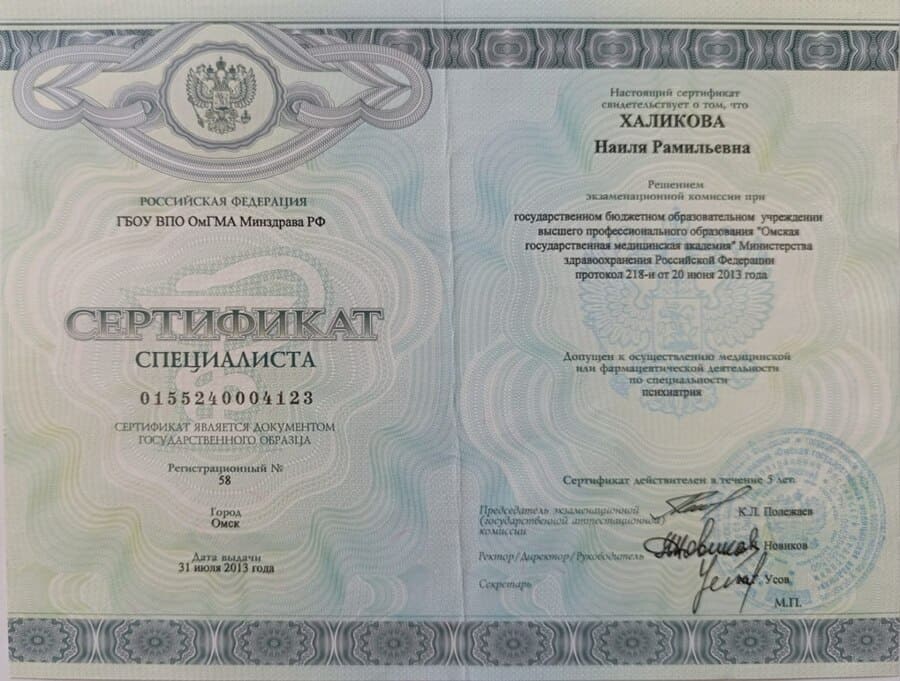 РОССИЙСКАЯ ФЕДЕРАЦИЯ
ГБОУ ВПО ОмГМА Минздрава РФ
СЕРТИФИКАТ
СПЕЦИАЛИСТА
0155240004123
СЕРТИФИКАТ ЯВЛЯЕТСЯ ДОКУМЕНТОМ
ГОСУДАРСТВЕННОГО ОБРАЗЦА
Регистрационный №
58
Город
Омск
Дата выдачи
31 июля 2013 года
Настоящий сертификат
свидетельствует о том, что
ХАЛИКОВА
Наиля Рамильевна
Решением
экзаменационной комиссии при
государственном бюджетном образовательном учреждении
высшего профессионального образования "Омская
государственная медицинская академия" Министерства
здравоохранения Российской Федерации
протокол 218-и от 20 июня 2013 года
Допущен к осуществлению медицинской
или фармацевтической деятельности
по специальности
психиатрия
Сертификат действителен в течение 5 лет.
Председатель экзаменационной
(государственной аттестационной)
комиссии
К.Л. Полежаев
Ректор/Директор/Руководитель
Новиков
Секретарь
Усов
М.П.